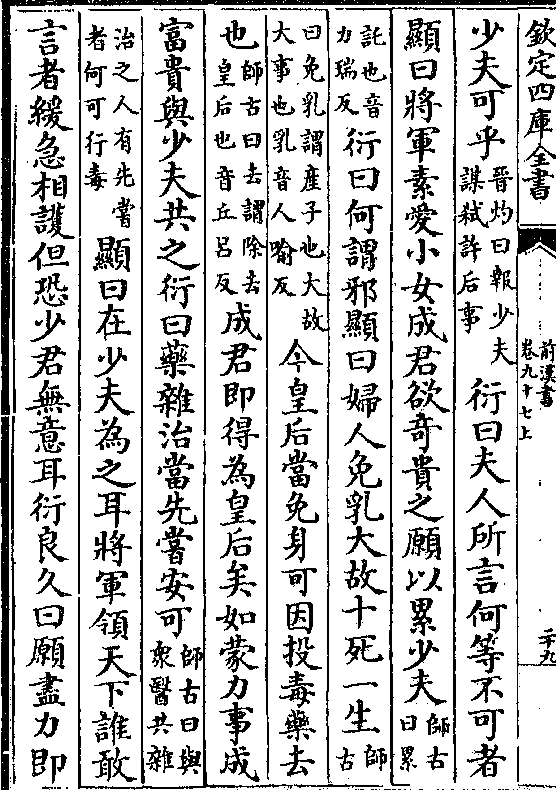 欽定四庫全書
前漢書
卷九十七上
二十九
少夫可乎晉灼曰報少夫謀弑許后事衍曰夫人所言何等不可者
顯曰將軍素愛小女成君欲奇貴之願以累少夫師古曰累
託也音力瑞反衍曰何謂邪顯曰婦人免乳大故十死一生師古
曰免乳謂產子也大故大事也乳音人喻反今皇后當免身可因投毒藥去
也師古曰去謂除去皇后也音丘呂反成君即得為皇后矣如蒙力事成
富貴與少夫共之衍曰藥雜治當先嘗安可師古曰與衆醫共雜
治之人有先嘗者何可行毒顯曰在少夫為之耳將軍領天下誰敢
言者緩急相護但恐少君無意耳衍良久曰願盡力即